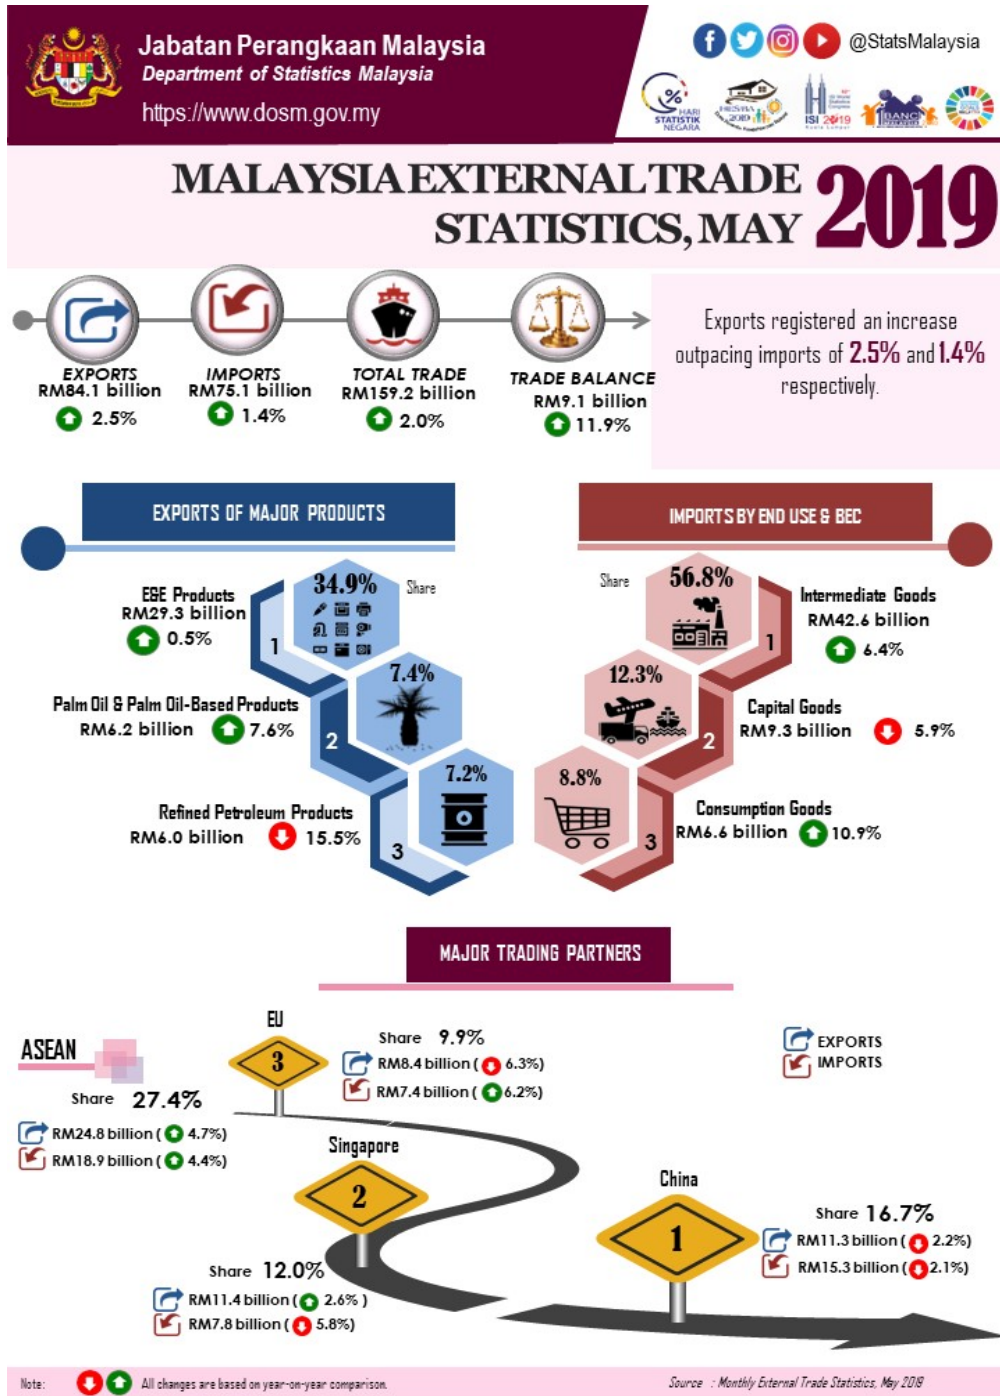 Jabatan Perangkaan Malaysia
Department of Statistics Malaysia
https://www.dosm.gov.my
@StatsMalaysia
HARI
STATISTIK
NEGARA
2019
ISI 2019
Kuala Lumpur
BANCI
MALAYSIA EXTERNAL TRADE
STATISTICS, MAY
2019
EXPORTS
RM84.1 billion
2.5%
IMPORTS
RM75.1 billion
1.4%
TOTAL TRADE
RM159.2 billion
2.0%
TRADE BALANCE
RM9.1 billion
11.9%
Exports registered an increase
outpacing imports of 2.5% and 1.4%
respectively.
EXPORTS OF MAJOR PRODUCTS
Share
34.9%
E&E Products
RM29.3 billion
0.5%
1
7.4%
Palm Oil & Palm Oil-Based Products
RM6.2 billion 7.6%
2
7.2%
Refined Petroleum Products
RM6.0 billion 15.5%
3
IMPORTS BY END USE & BEC
Share
56.8%
Intermediate Goods
RM42.6 billion
6.4%
1
12.3%
Capital Goods
RM9.3 billion 5.9%
2
8.8%
Consumption Goods
RM6.6 billion 10.9%
3
MAJOR TRADING PARTNERS
EXPORTS
IMPORTS
ASEAN
Share 27.4%
RM24.8 billion ( 4.7%)
RM18.9 billion ( 4.4%)
EU
3
Share 9.9%
RM8.4 billion ( 6.3%)
RM7.4 billion ( 6.2%)
Singapore
2
Share 12.0%
RM11.4 billion ( 2.6% )
RM7.8 billion ( 5.8%)
China
1
Share 16.7%
RM11.3 billion ( 2.2%)
RM15.3 billion ( 2.1%)
Note: All changes are based on year-on-year comparison.
Source : Monthly External Trade Statistics, May 2019